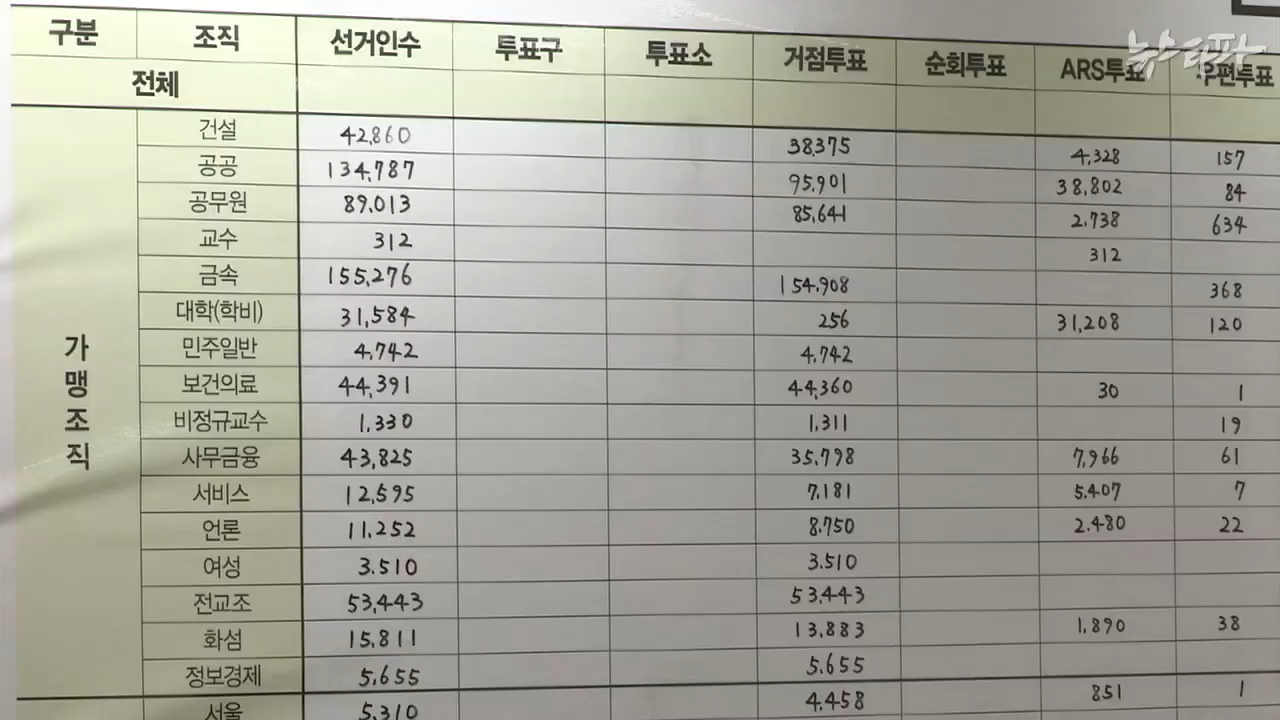 뉴스타파
구분 조직 선거인수 투표구 투표소 거점투표 순회투표 ARS투표 우편투표
전체
가맹조직
건설 42,860 38,375 4,328 157
공공 134,787 95,901 38,802 84
공무원 89,013 85,641 2,738 634
교수 312 312
금속 155,276 154,908 368
대학(학비) 31,584 256 31,208 120
민주일반 4,742 4,742
보건의료 44,391 44,360 30 1
비정규교수 1,330 1,311 19
사무금융 43,825 35,798 7,966 61
서비스 12,595 7,181 5,407 7
언론 11,252 8,750 2,480 22
여성 3,510 3,510
전교조 53,443 53,443
화섬 15,811 13,883 1,890 38
정보경제 5,655 5,655
서울 5,310 4,458 851 1